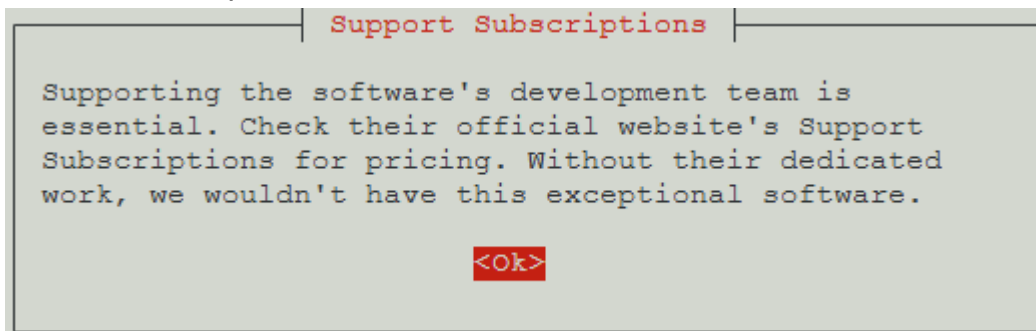 Support Subscriptions
Supporting the software's development team is
essential. Check their official website's Support
Subscriptions for pricing. Without their dedicated
work, we wouldn't have this exceptional software.
<Ok>